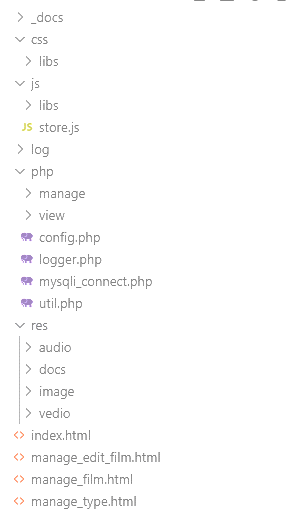 _docs
css
libs
js
libs
JS store.js
log
php
manage
view
config.php
logger.php
mysqli_connect.php
util.php
res
audio
docs
image
vedio
<> index.html
<> manage_edit_film.html
<> manage_film.html
<> manage_type.html